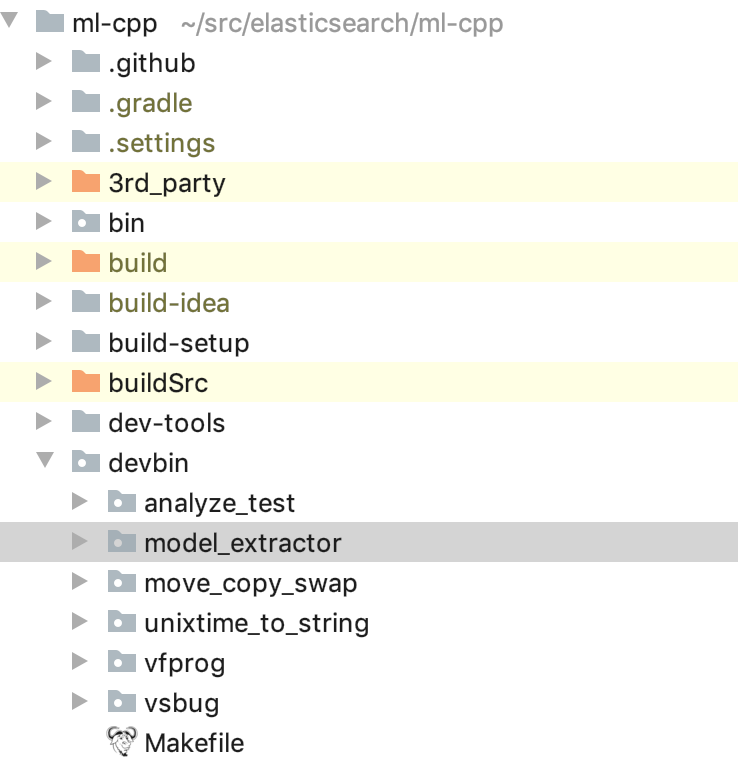 ml-cpp ~/src/elasticsearch/ml-cpp
.github
.gradle
.settings
3rd_party
bin
build
build-idea
build-setup
buildSrc
dev-tools
devbin
analyze_test
model_extractor
move_copy_swap
unixtime_to_string
vfprog
vsbug
Makefile